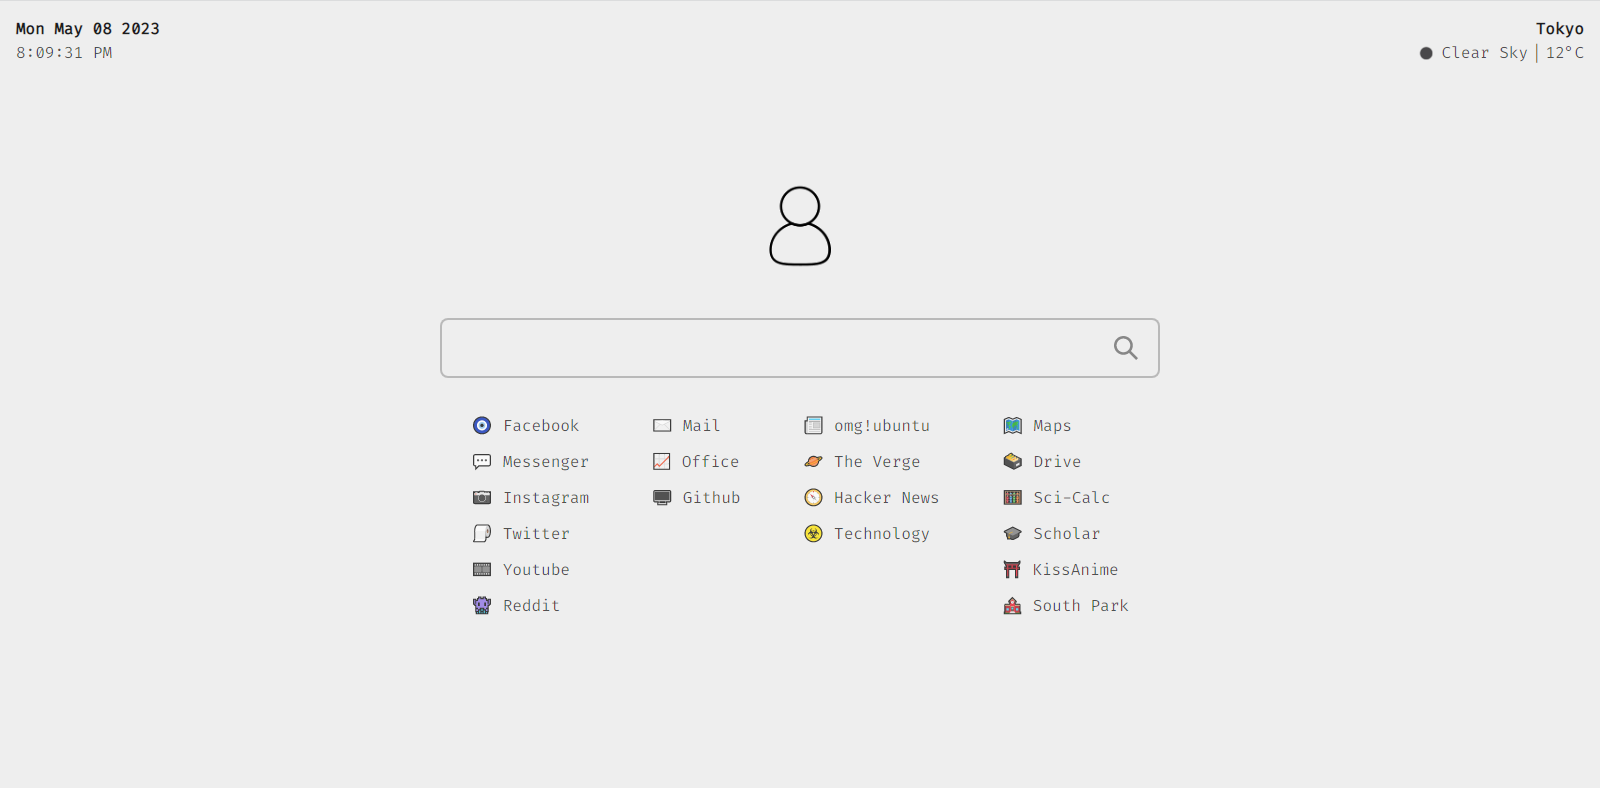 Mon May 08 2023
8:09:31 PM
Tokyo
Clear Sky | 12°C
Facebook
Messenger
Instagram
Twitter
Youtube
Reddit
Mail
Office
Github
omg!ubuntu
The Verge
Hacker News
Technology
Maps
Drive
Sci-Calc
Scholar
KissAnime
South Park